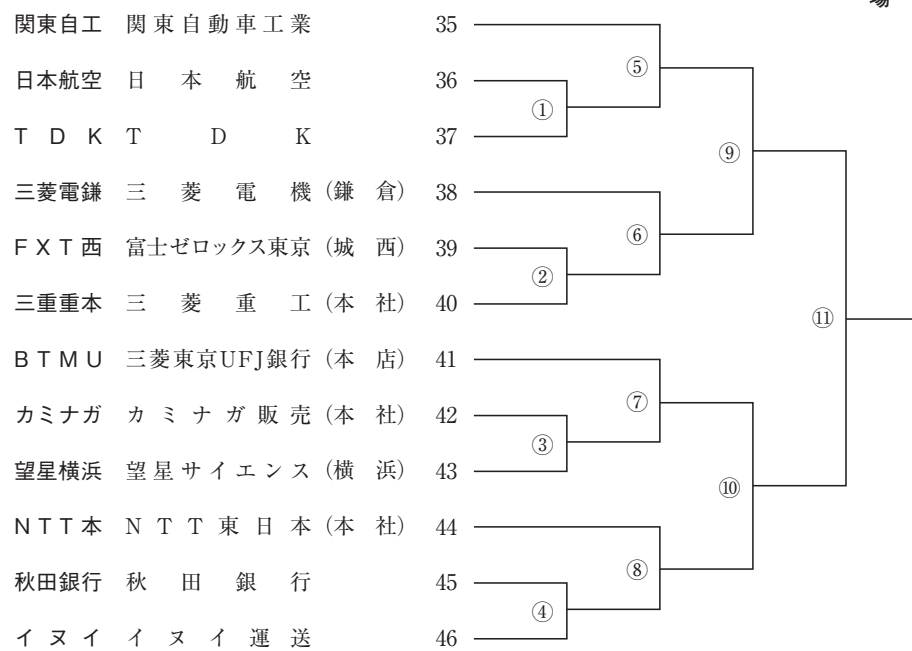 場
関東自工 関東自動車工業 35
⑤
日本航空 日本航空 36
①
TDK TDK 37
⑨
三菱電鎌 三菱電機(鎌倉) 38
⑥
FXT西 富士ゼロックス東京(城西) 39
②
三重重本 三菱重工(本社) 40
⑪
BTMU 三菱東京UFJ銀行(本店) 41
⑦
カミナガ カミナガ販売(本社) 42
③
望星横浜 望星サイエンス(横浜) 43
⑩
NTT本 NTT東日本(本社) 44
⑧
秋田銀行 秋田銀行 45
④
イヌイ イヌイ運送 46